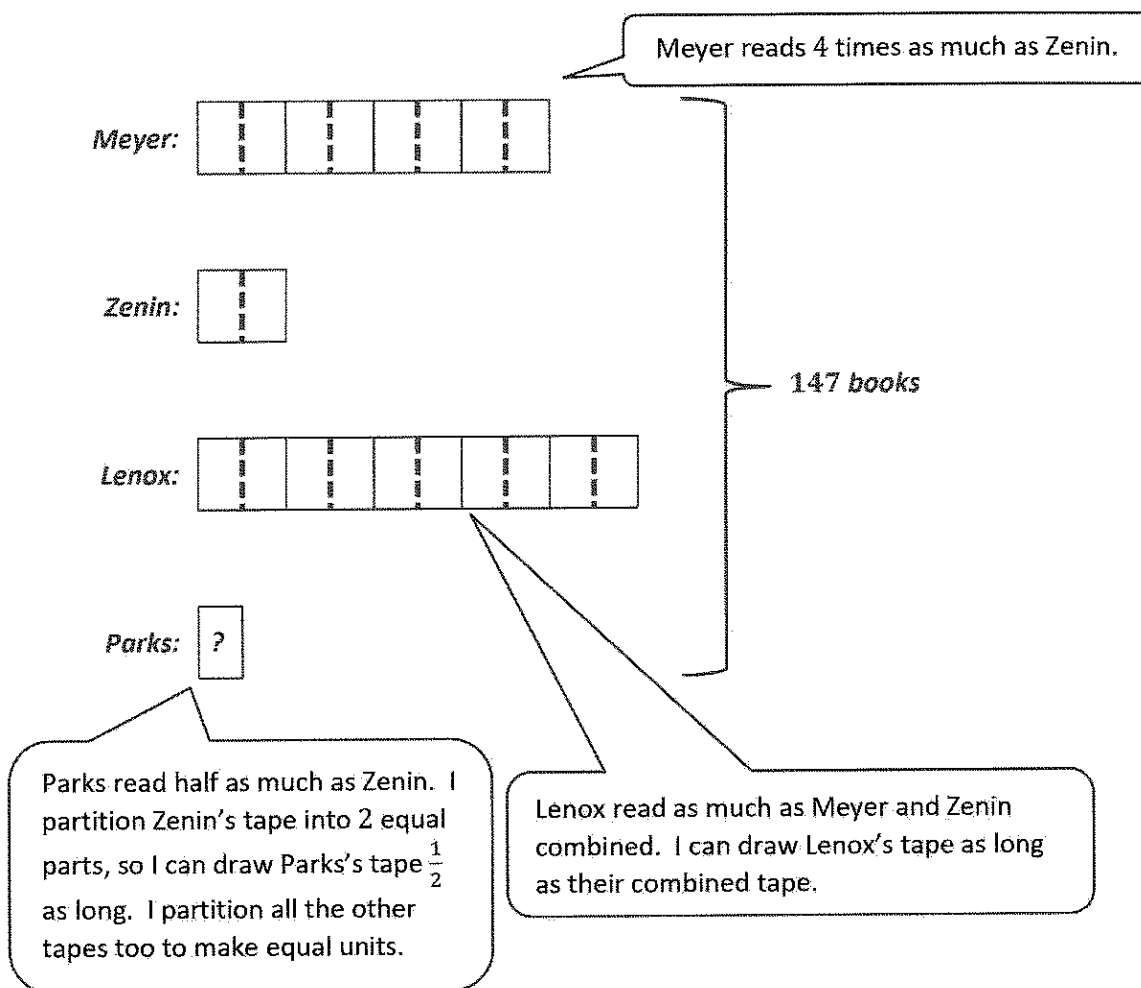 Meyer reads 4 times as much as Zenin.
Meyer:
Zenin:
147 books
Lenox:
Parks: ?
Parks read half as much as Zenin. I
partition Zenin's tape into 2 equal
parts, so I can draw Parks's tape 1/2
as long. I partition all the other
tapes too to make equal units.
Lenox read as much as Meyer and Zenin
combined. I can draw Lenox's tape as long
as their combined tape.